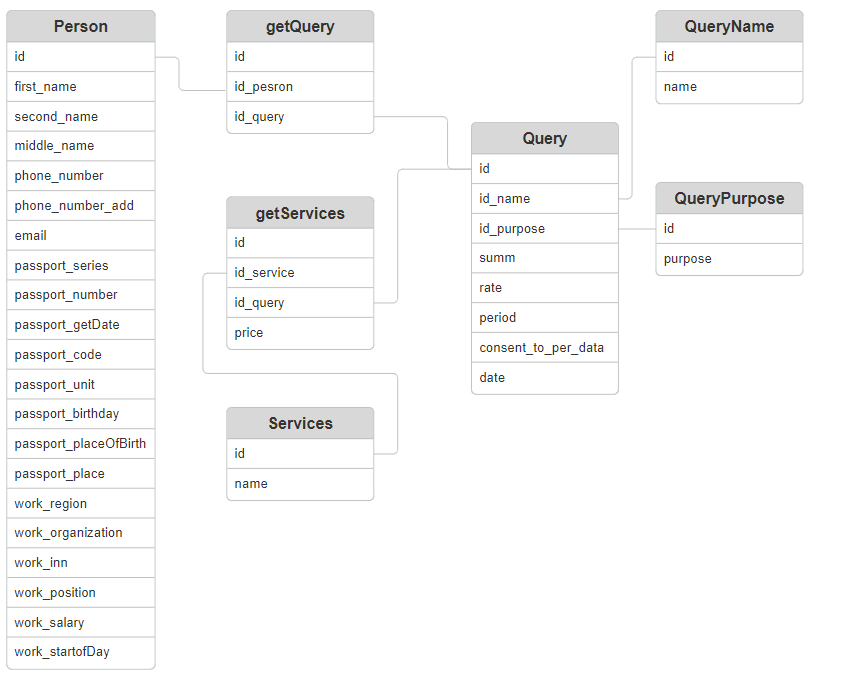 Person
id
first_name
second_name
middle_name
phone_number
phone_number_add
email
passport_series
passport_number
passport_getDate
passport_code
passport_unit
passport_birthday
passport_placeOfBirth
passport_place
work_region
work_organization
work_inn
work_position
work_salary
work_startofDay
getQuery
id
id_pesron
id_query
getServices
id
id_service
id_query
price
Services
id
name
Query
id
id_name
id_purpose
summ
rate
period
consent_to_per_data
date
QueryName
id
name
QueryPurpose
id
purpose